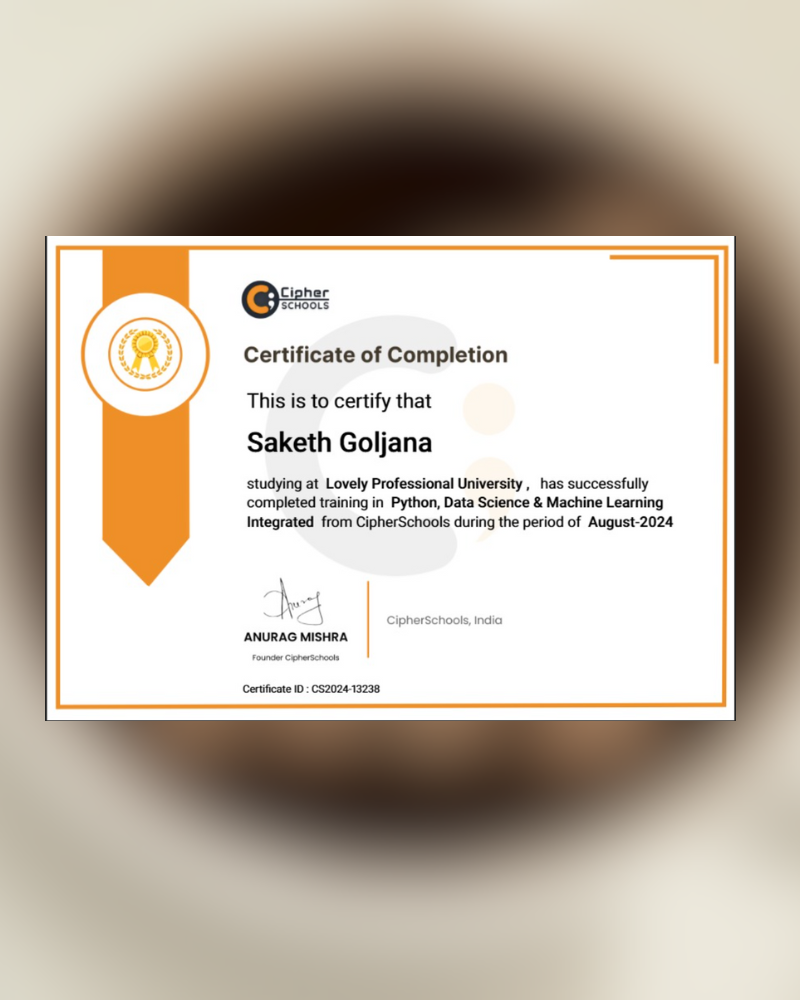 Cipher
SCHOOLS
Certificate of Completion
This is to certify that
Saketh Goljana
studying at Lovely Professional University , has successfully
completed training in Python, Data Science & Machine Learning
Integrated from CipherSchools during the period of August-2024
Anurag
ANURAG MISHRA
Founder CipherSchools
CipherSchools, India
Certificate ID : CS2024-13238